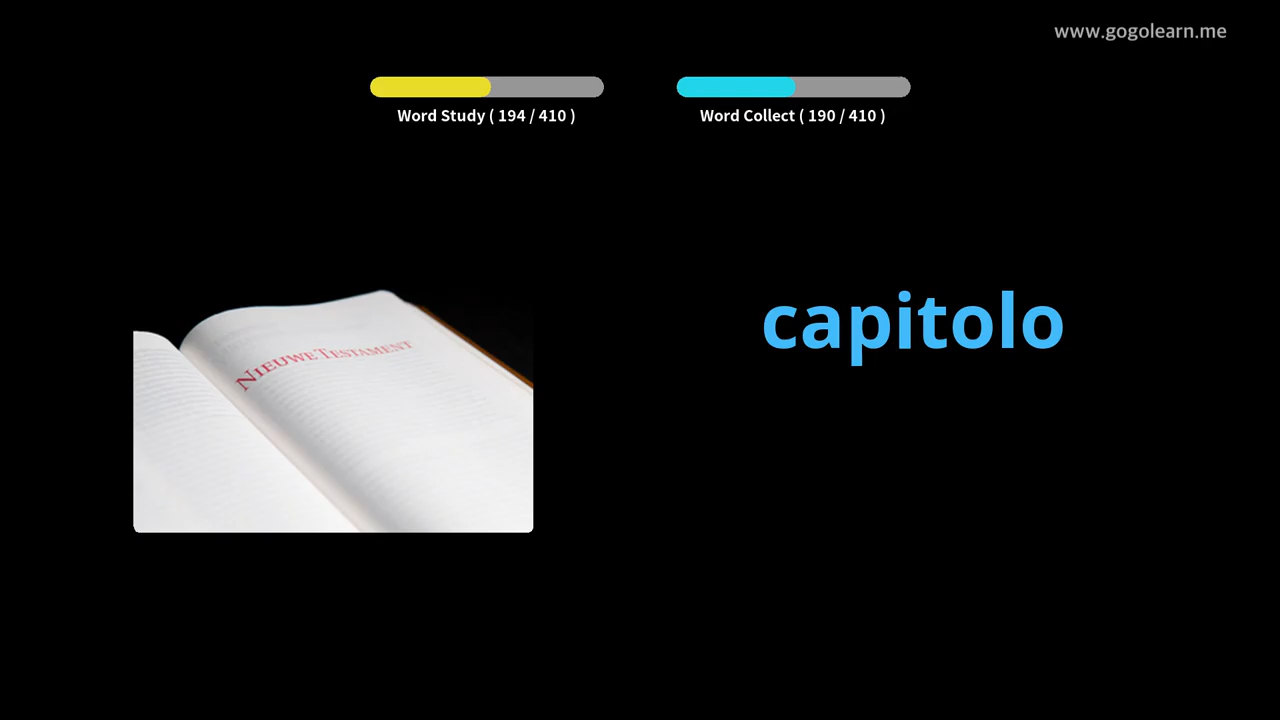 www.gogolearn.me
Word Study ( 194 / 410 )
Word Collect ( 190 / 410 )
capitolo
NIEUWE TESTAMENT